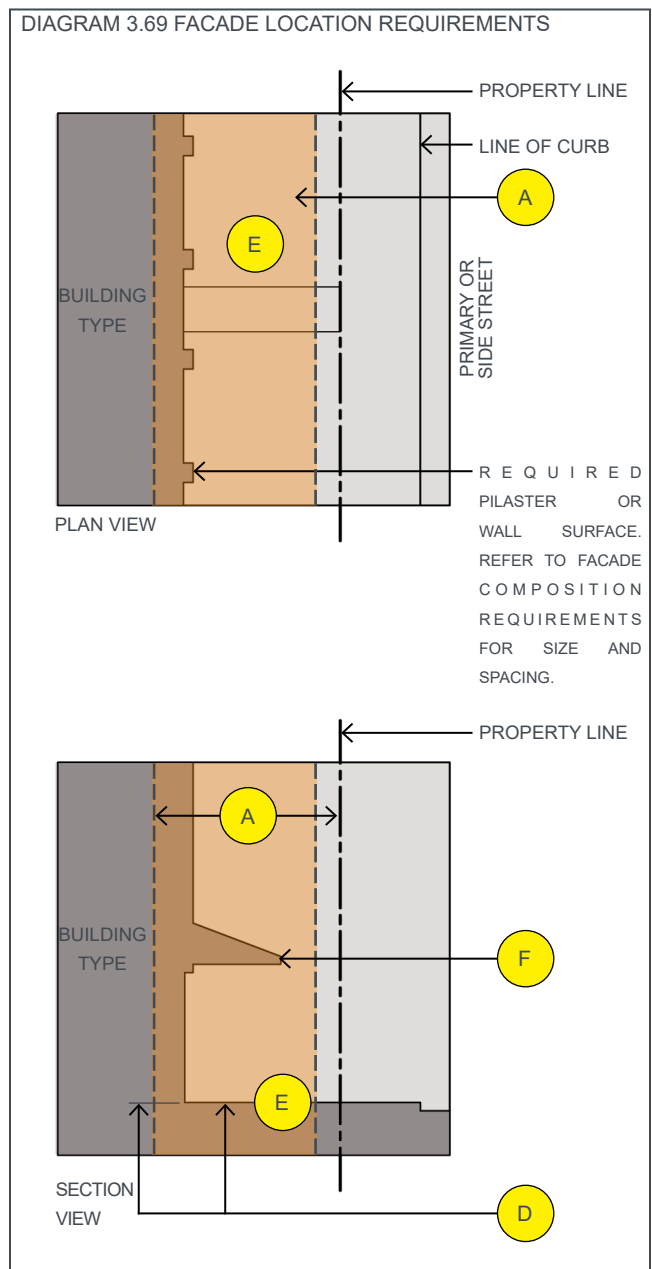 DIAGRAM 3.69 FACADE LOCATION REQUIREMENTS
PROPERTY LINE
LINE OF CURB
A
E
BUILDING
TYPE
PRIMARY OR
SIDE STREET
REQUIRED
PILASTER OR
WALL SURFACE.
REFER TO FACADE
COMPOSITION
REQUIREMENTS
FOR SIZE AND
SPACING.
PLAN VIEW
PROPERTY LINE
A
BUILDING
TYPE
F
E
SECTION
VIEW
D